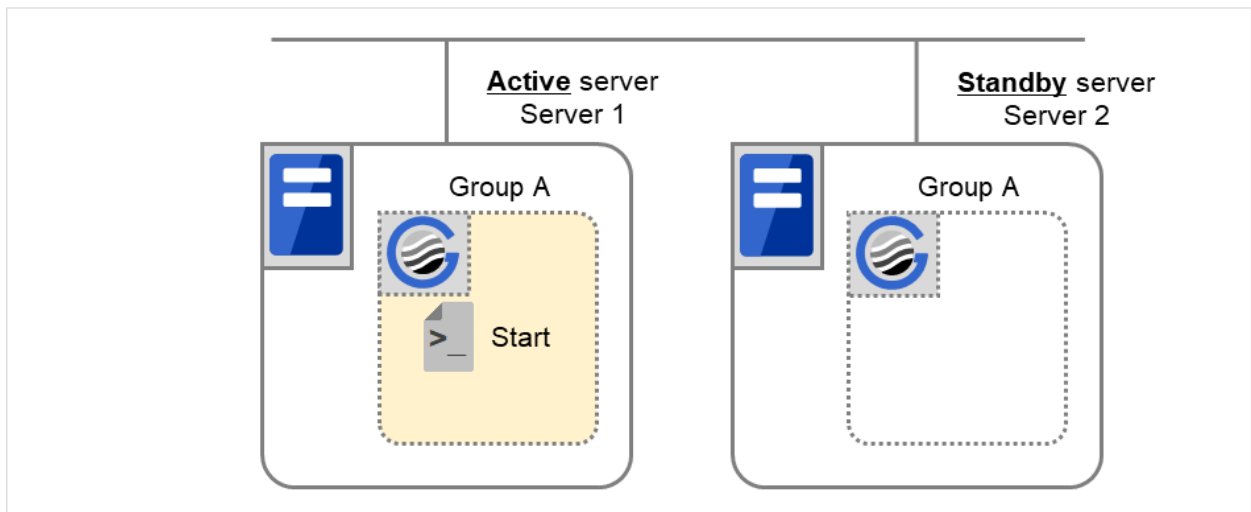 Active server
Server 1
Standby server
Server 2
Group A
Group A
>_ Start